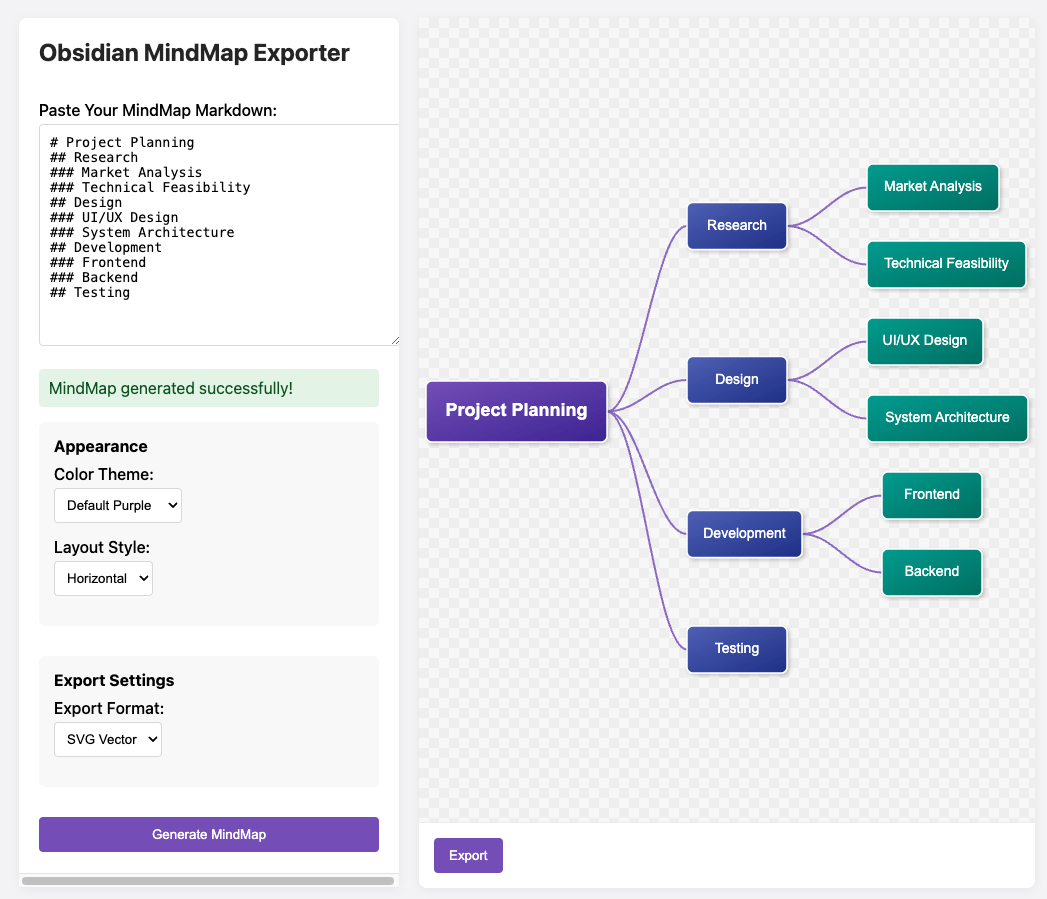 Obsidian MindMap Exporter
Paste Your MindMap Markdown:
# Project Planning
## Research
### Market Analysis
### Technical Feasibility
## Design
### UI/UX Design
### System Architecture
## Development
### Frontend
### Backend
## Testing
MindMap generated successfully!
Appearance
Color Theme:
Default Purple
Layout Style:
Horizontal
Export Settings
Export Format:
SVG Vector
Generate MindMap
Project Planning
Research
Market Analysis
Technical Feasibility
Design
UI/UX Design
System Architecture
Development
Frontend
Backend
Testing
Export